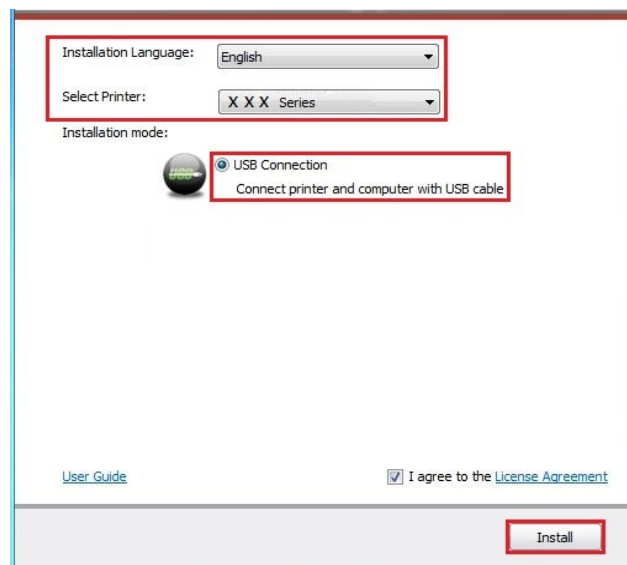 Installation Language: English
Select Printer: X X X Series
Installation mode:
USB USB Connection
Connect printer and computer with USB cable
User Guide I agree to the License Agreement
Install